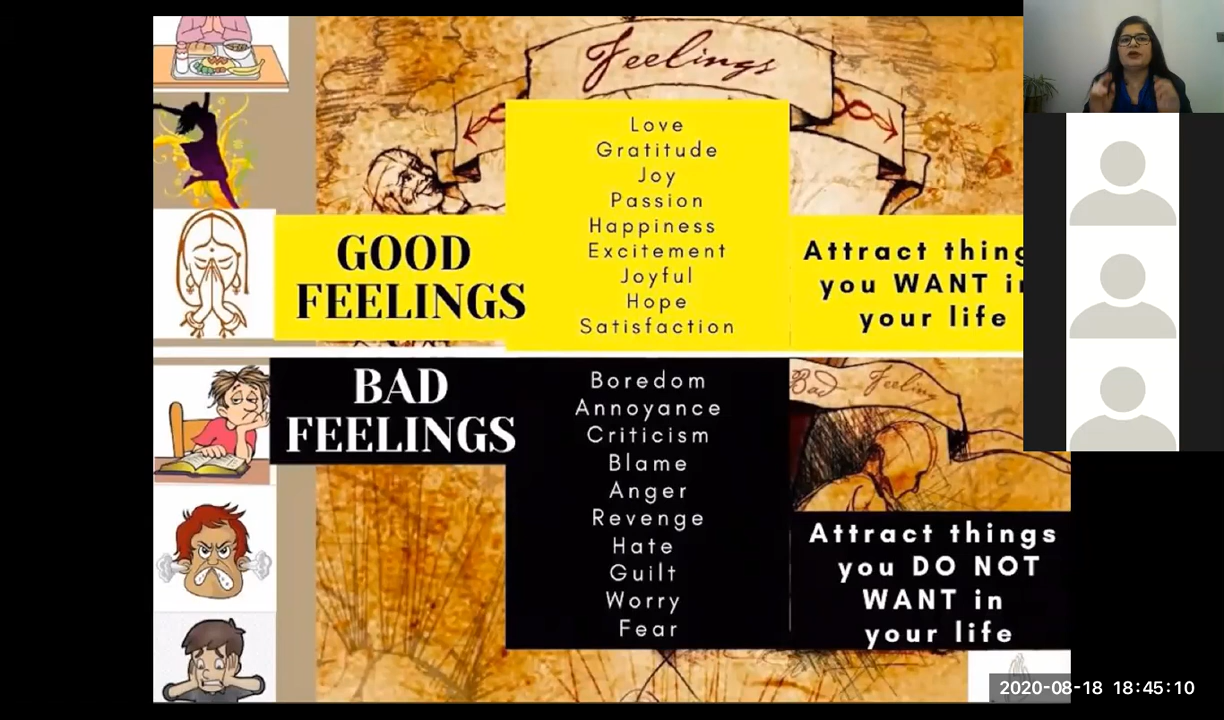 Feelings
Love
Gratitude
Joy
Passion
Happiness
Excitement
Joyful
Hope
Satisfaction
GOOD
FEELINGS
Attract thing
you WANT in
your life
BAD
FEELINGS
Boredom
Annoyance
Criticism
Blame
Anger
Revenge
Hate
Guilt
Worry
Fear
Bad Feeling
Attract things
you DO NOT
WANT in
your life
2020-08-18 18:45:10